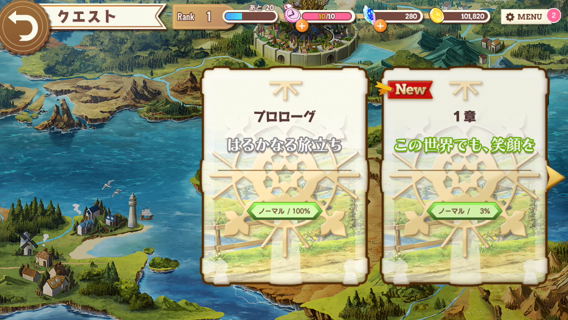 クエスト
Rank 1
あと 20
10/10
280
101,820
MENU 2
プロローグ
はるかなる旅立ち
ノーマル / 100%
New
1章
この世界でも、笑顔を
ノーマル / 3%